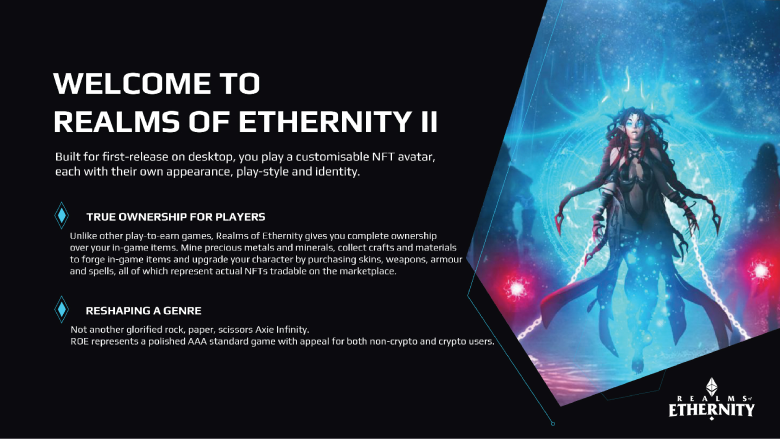 WELCOME TO
REALMS OF ETHERNITY II
Built for first-release on desktop, you play a customisable NFT avatar,
each with their own appearance, play-style and identity.
TRUE OWNERSHIP FOR PLAYERS
Unlike other play-to-earn games, Realms of Ethernity gives you complete ownership
over your in-game items. Mine precious metals and minerals, collect crafts and materials
to forge in-game items and upgrade your character by purchasing skins, weapons, armour
and spells, all of which represent actual NFTs tradable on the marketplace.
RESHAPING A GENRE
Not another glorified rock, paper, scissors Axie Infinity.
ROE represents a polished AAA standard game with appeal for both non-crypto and crypto users.
REALMS of
ETHERNITY